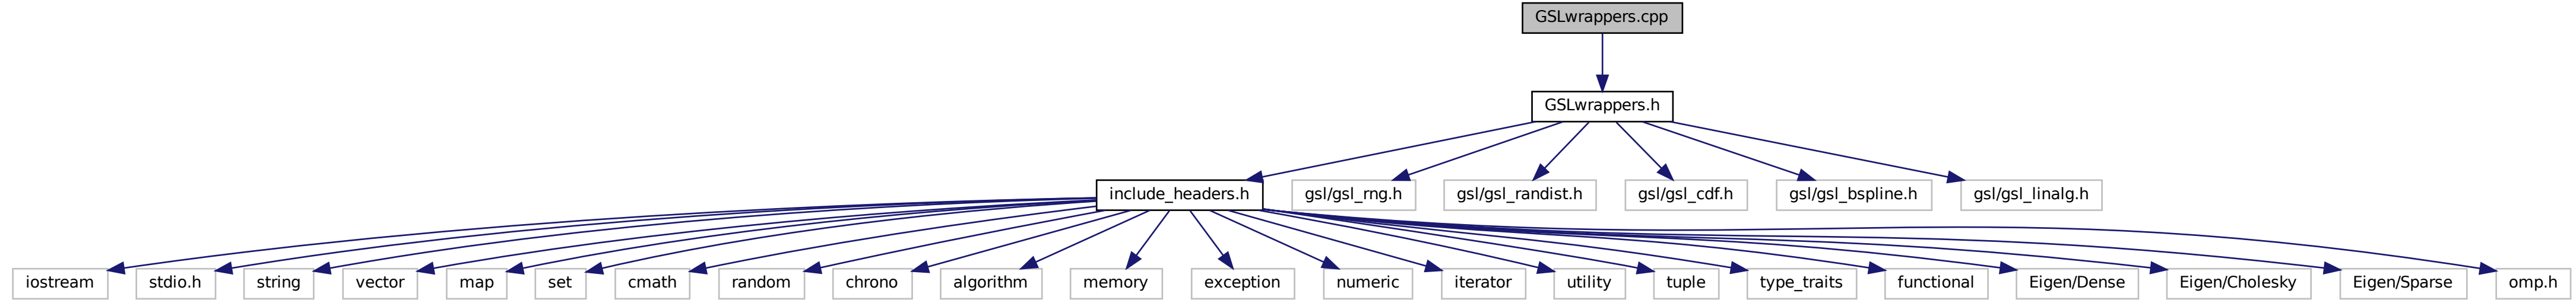 GSLwrappers.cpp
GSLwrappers.h
include_headers.h gsl/gsl_rng.h gsl/gsl_randist.h gsl/gsl_cdf.h gsl/gsl_bspline.h gsl/gsl_linalg.h
iostream stdio.h string vector map set cmath random chrono algorithm memory exception numeric iterator utility tuple type_traits functional Eigen/Dense Eigen/Cholesky Eigen/Sparse omp.h